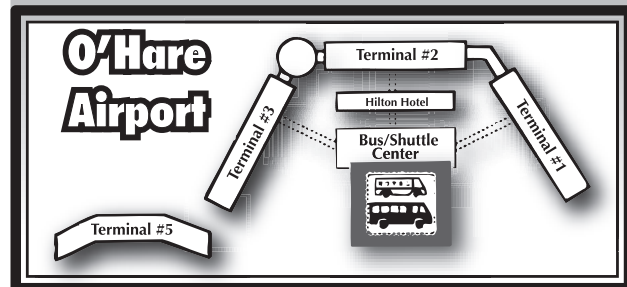 O'Hare
Airport
Terminal #2
Hilton Hotel
Terminal #3
Terminal #1
Bus/Shuttle
Center
Terminal #5